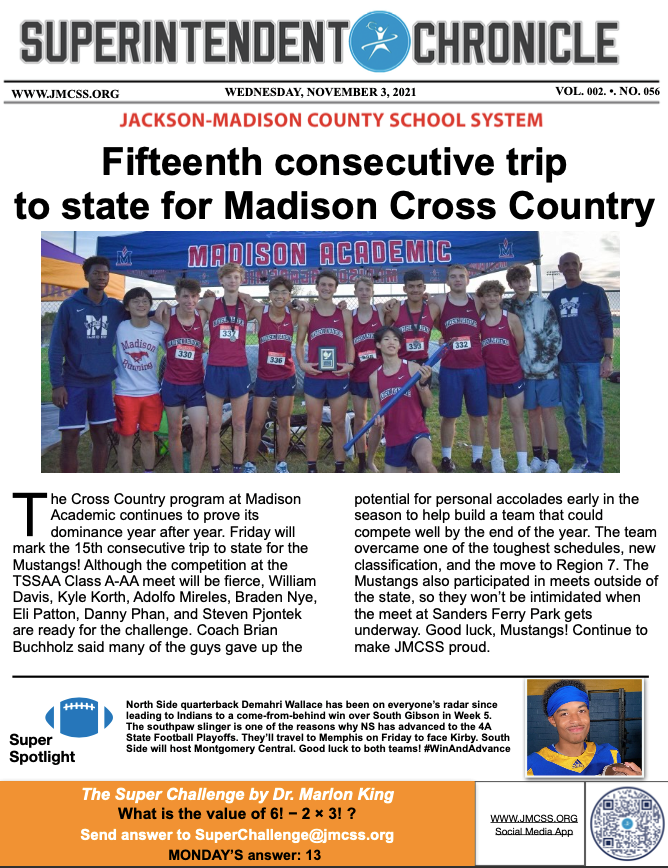 SUPERINTENDENT CHRONICLE
WWW.JMCSS.ORG WEDNESDAY, NOVEMBER 3, 2021 VOL. 002. •. NO. 056
JACKSON-MADISON COUNTY SCHOOL SYSTEM
Fifteenth consecutive trip
to state for Madison Cross Country
MADISON ACADEMIC
Madison
Running
330
337
336
333
332
The Cross Country program at Madison
Academic continues to prove its
dominance year after year. Friday will
mark the 15th consecutive trip to state for the
Mustangs! Although the competition at the
TSSAA Class A-AA meet will be fierce, William
Davis, Kyle Korth, Adolfo Mireles, Braden Nye,
Eli Patton, Danny Phan, and Steven Pjontek
are ready for the challenge. Coach Brian
Buchholz said many of the guys gave up the
potential for personal accolades early in the
season to help build a team that could
compete well by the end of the year. The team
overcame one of the toughest schedules, new
classification, and the move to Region 7. The
Mustangs also participated in meets outside of
the state, so they won't be intimidated when
the meet at Sanders Ferry Park gets
underway. Good luck, Mustangs! Continue to
make JMCSS proud.
Super
Spotlight
North Side quarterback Demahri Wallace has been on everyone's radar since
leading to Indians to a come-from-behind win over South Gibson in Week 5.
The southpaw slinger is one of the reasons why NS has advanced to the 4A
State Football Playoffs. They'll travel to Memphis on Friday to face Kirby. South
Side will host Montgomery Central. Good luck to both teams! #WinAndAdvance
The Super Challenge by Dr. Marlon King
What is the value of 6! − 2 × 3! ?
Send answer to SuperChallenge@jmcss.org
MONDAY'S answer: 13
WWW.JMCSS.ORG
Social Media App